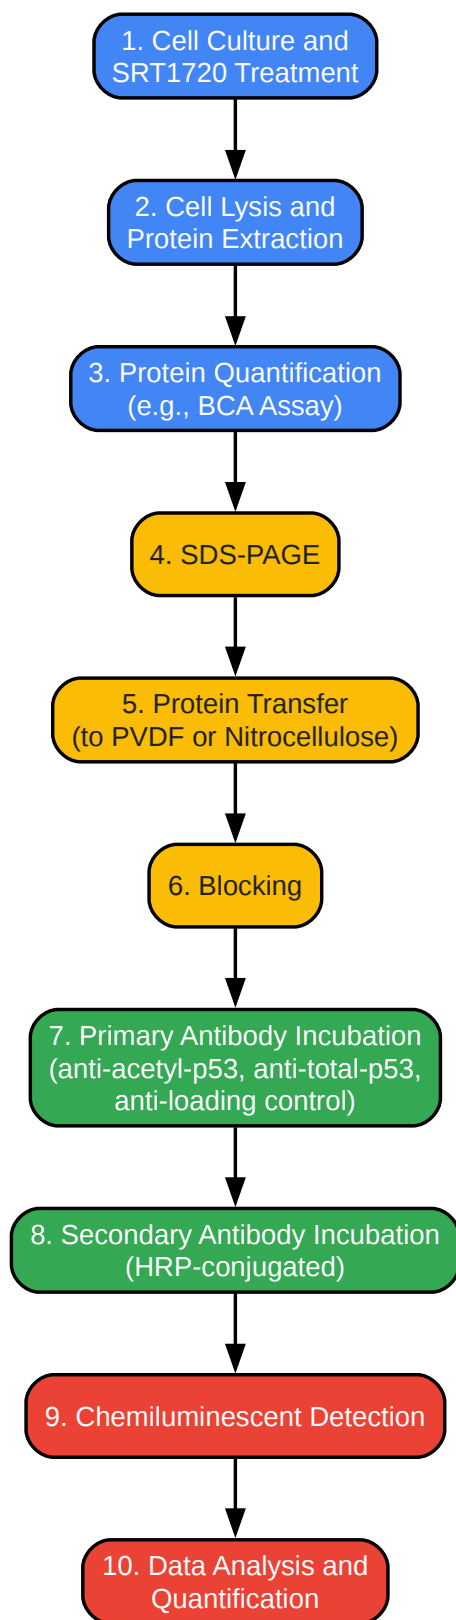 1. Cell Culture and
SRT1720 Treatment
2. Cell Lysis and
Protein Extraction
3. Protein Quantification
(e.g., BCA Assay)
4. SDS-PAGE
5. Protein Transfer
(to PVDF or Nitrocellulose)
6. Blocking
7. Primary Antibody Incubation
(anti-acetyl-p53, anti-total-p53,
anti-loading control)
8. Secondary Antibody Incubation
(HRP-conjugated)
9. Chemiluminescent Detection
10. Data Analysis and
Quantification